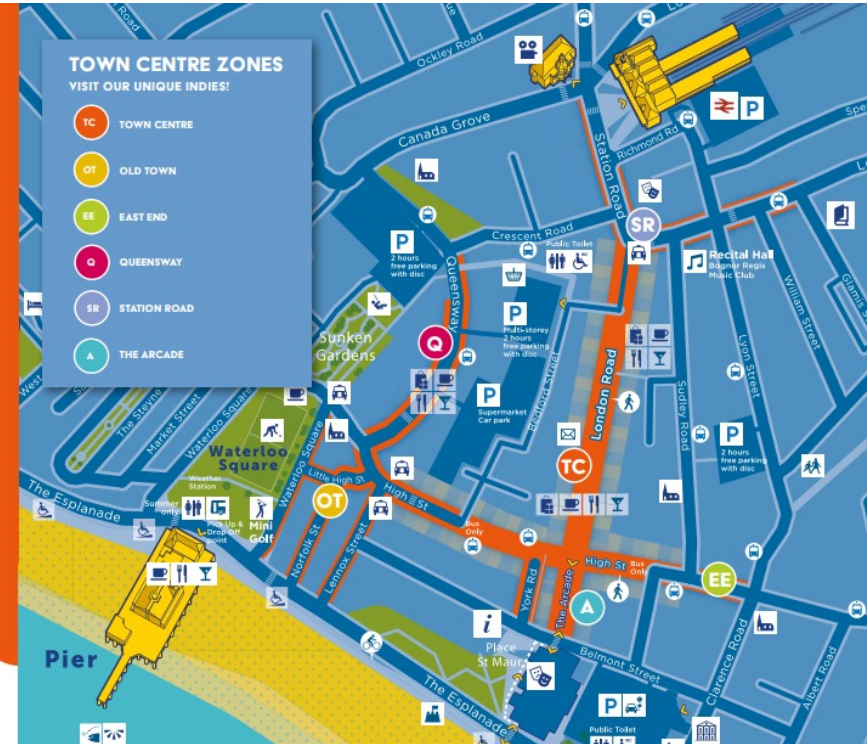 TOWN CENTRE ZONES
VISIT OUR UNIQUE INDIES!
TC TOWN CENTRE
OT OLD TOWN
EE EAST END
Q QUEENSWAY
SR STATION ROAD
A THE ARCADE
Ockley Road
Canada Grove
Station Road
Richmond Rd
P
SR
Crescent Road
Public Toilet
P
2 hours
free parking
with disc
Recital Hall
Bognor Regis
Music Club
Queensway
William Street
Glamis
Sunken
Gardens
Q
P
Multi-storey
2 hours
free parking
with disc
London Road
Lyon Street
Sudley Road
P
Supermarket
Car park
Bedford Street
West
The Steyne
Market Street
Waterloo Square
Waterloo
Square
Waterloo Square
P
2 hours
free parking
with disc
TC
Weather
Station
Little High St
OT
High St
The Esplanade
Summer
only
Pick Up &
Drop Off
point
Mini
Golf
Norfolk St
Lennox Street
Bus
Only
High St
Bus
Only
EE
York Rd
The Arcade
A
i
Place
St Maur
Belmont Street
Clarence Road
Albert Road
Pier
The Esplanade
P
Public Toilet